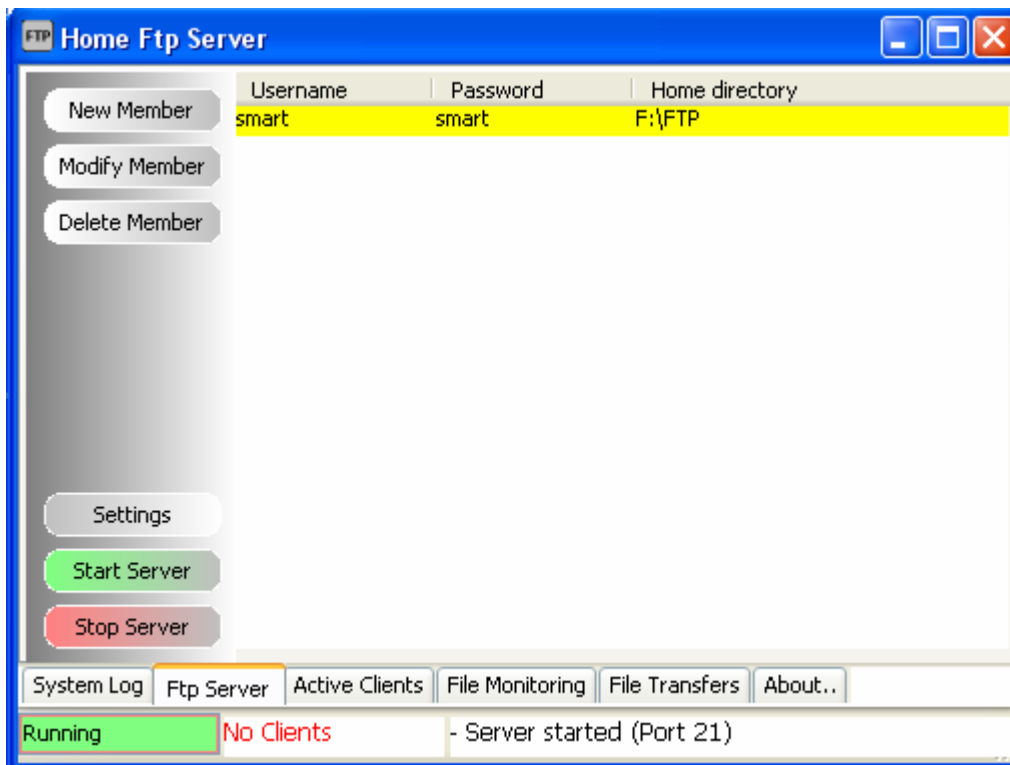 FTP Home Ftp Server
Username Password Home directory
smart smart F:\FTP
New Member
Modify Member
Delete Member
Settings
Start Server
Stop Server
System Log Ftp Server Active Clients File Monitoring File Transfers About..
Running No Clients - Server started (Port 21)